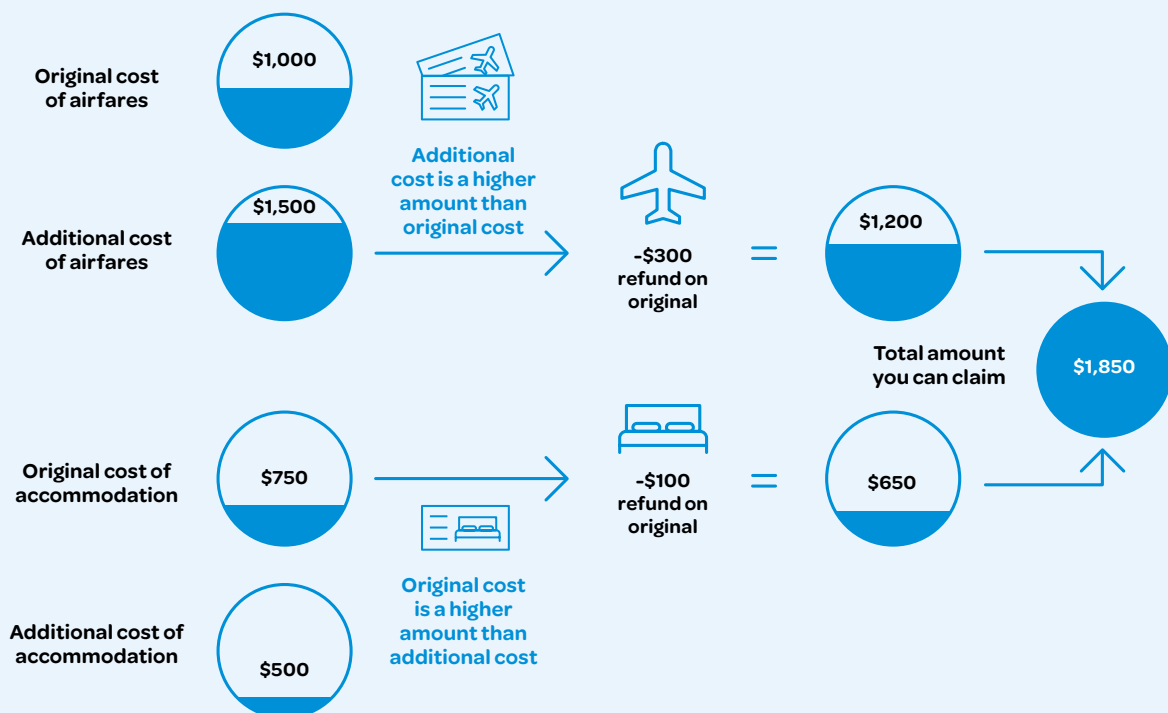 Original cost
of airfares
$1,000
Additional
cost is a higher
amount than
original cost
Additional cost
of airfares
$1,500
-$300
refund on
original
=
$1,200
Total amount
you can claim
$1,850
Original cost of
accommodation
$750
-$100
refund on
original
=
$650
Original cost
is a higher
amount than
additional cost
Additional cost of
accommodation
$500